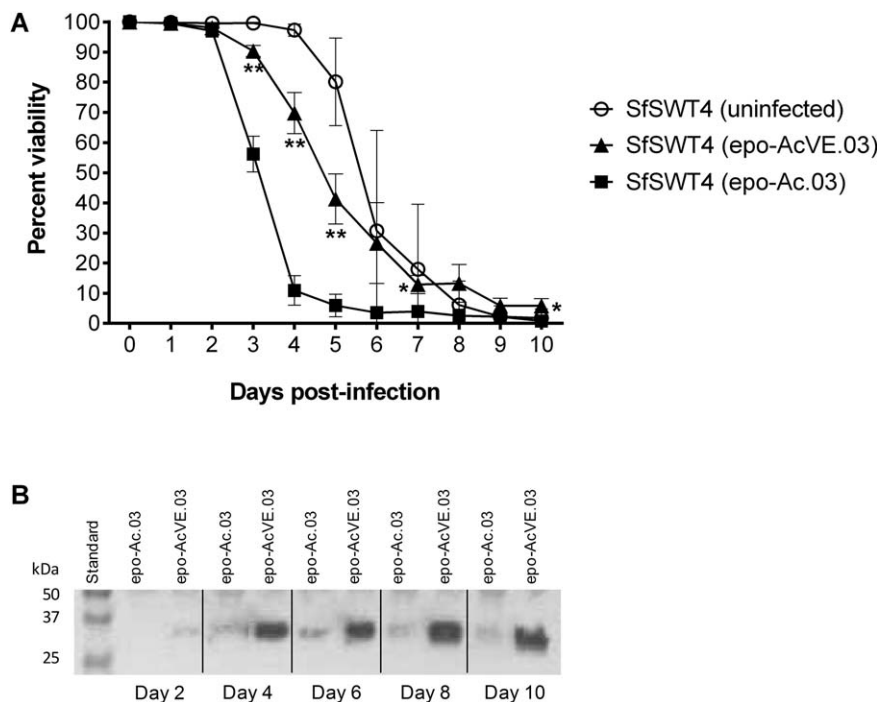 A
Percent viability
100
90
80
70
60
50
40
30
20
10
0
**
**
**
*
*
0 1 2 3 4 5 6 7 8 9 10
Days post-infection
SfSWT4 (uninfected)
SfSWT4 (epo-AcVE.03)
SfSWT4 (epo-Ac.03)
B
kDa
Standard
epo-Ac.03
epo-AcVE.03
epo-Ac.03
epo-AcVE.03
epo-Ac.03
epo-AcVE.03
epo-Ac.03
epo-AcVE.03
epo-Ac.03
epo-AcVE.03
50
37
25
Day 2 Day 4 Day 6 Day 8 Day 10